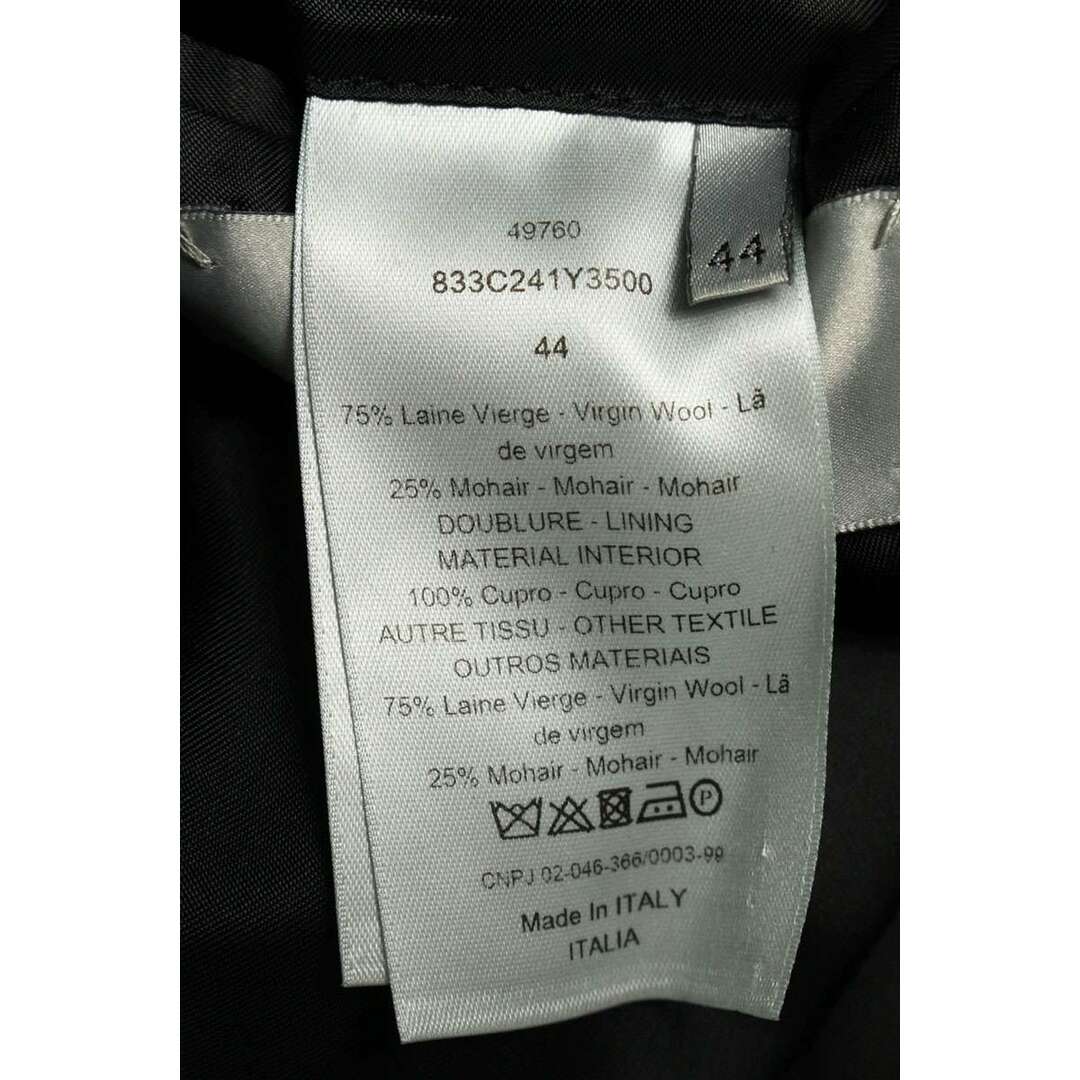 49760
833C241Y3500
44
44
75% Laine Vierge - Virgin Wool - Lã
de virgem
25% Mohair - Mohair - Mohair
DOUBLURE - LINING
MATERIAL INTERIOR
100% Cupro - Cupro - Cupro
AUTRE TISSU - OTHER TEXTILE
OUTROS MATERIAIS
75% Laine Vierge - Virgin Wool - Lã
de virgem
25% Mohair - Mohair - Mohair
P
CNPJ 02-046-366/0003-99
Made In ITALY
ITALIA